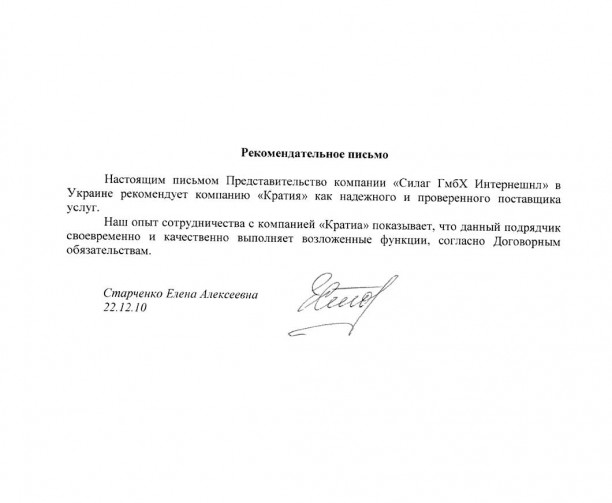 Рекомендательное письмо
Настоящим письмом Представительство компании «Силаг ГмбХ Интернешнл» в
Украине рекомендует компанию «Кратия» как надежного и проверенного поставщика
услуг.
Наш опыт сотрудничества с компанией «Кратиа» показывает, что данный подрядчик
своевременно и качественно выполняет возложенные функции, согласно Договорным
обязательствам.
Старченко Елена Алексеевна
22.12.10